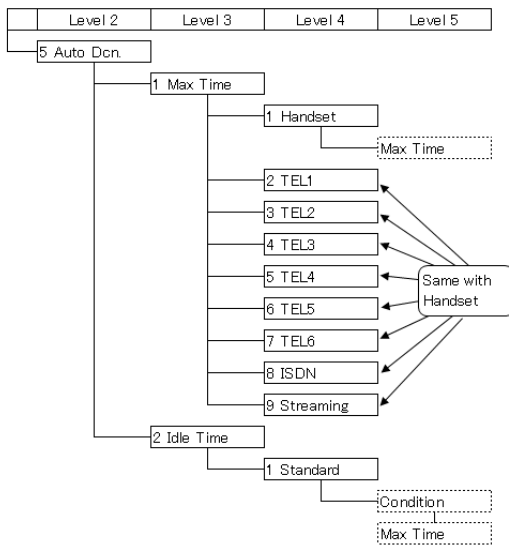 Level 2 Level 3 Level 4 Level 5
5 Auto Dcn.
1 Max Time
1 Handset
Max Time
2 TEL1
3 TEL2
4 TEL3
5 TEL4
Same with
Handset
6 TEL5
7 TEL6
8 ISDN
9 Streaming
2 Idle Time
1 Standard
Condition
Max Time